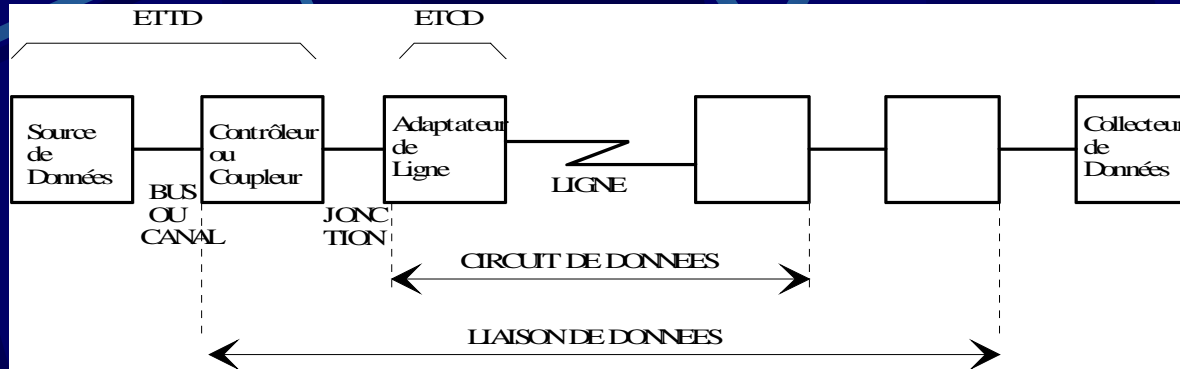 ETTD
ETCD
Source
de
Données
Contrôleur
ou
Coupleur
Adaptateur
de
Ligne
Collecteur
de
Données
BUS
OU
CANAL
JONC
TION
LIGNE
CIRCUIT DE DONNEES
LIAISON DE DONNEES